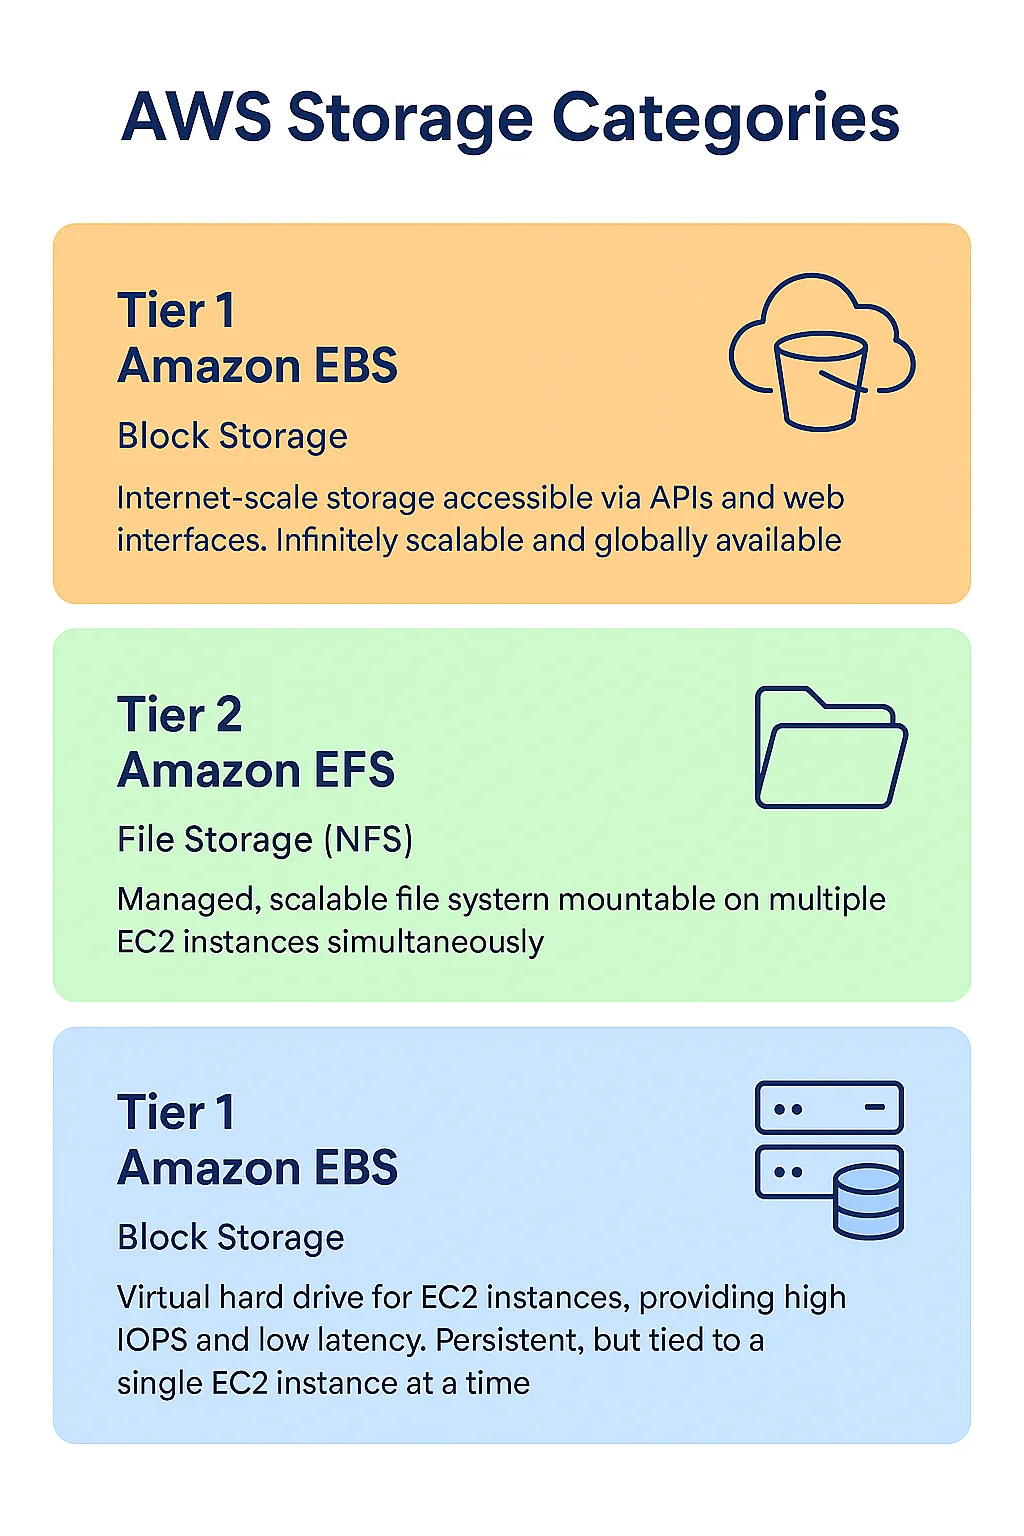 AWS Storage Categories
Tier 1
Amazon EBS
Block Storage
Internet-scale storage accessible via APIs and web
interfaces. Infinitely scalable and globally available
Tier 2
Amazon EFS
File Storage (NFS)
Managed, scalable file system mountable on multiple
EC2 instances simultaneously
Tier 1
Amazon EBS
Block Storage
Virtual hard drive for EC2 instances, providing high
IOPS and low latency. Persistent, but tied to a
single EC2 instance at a time